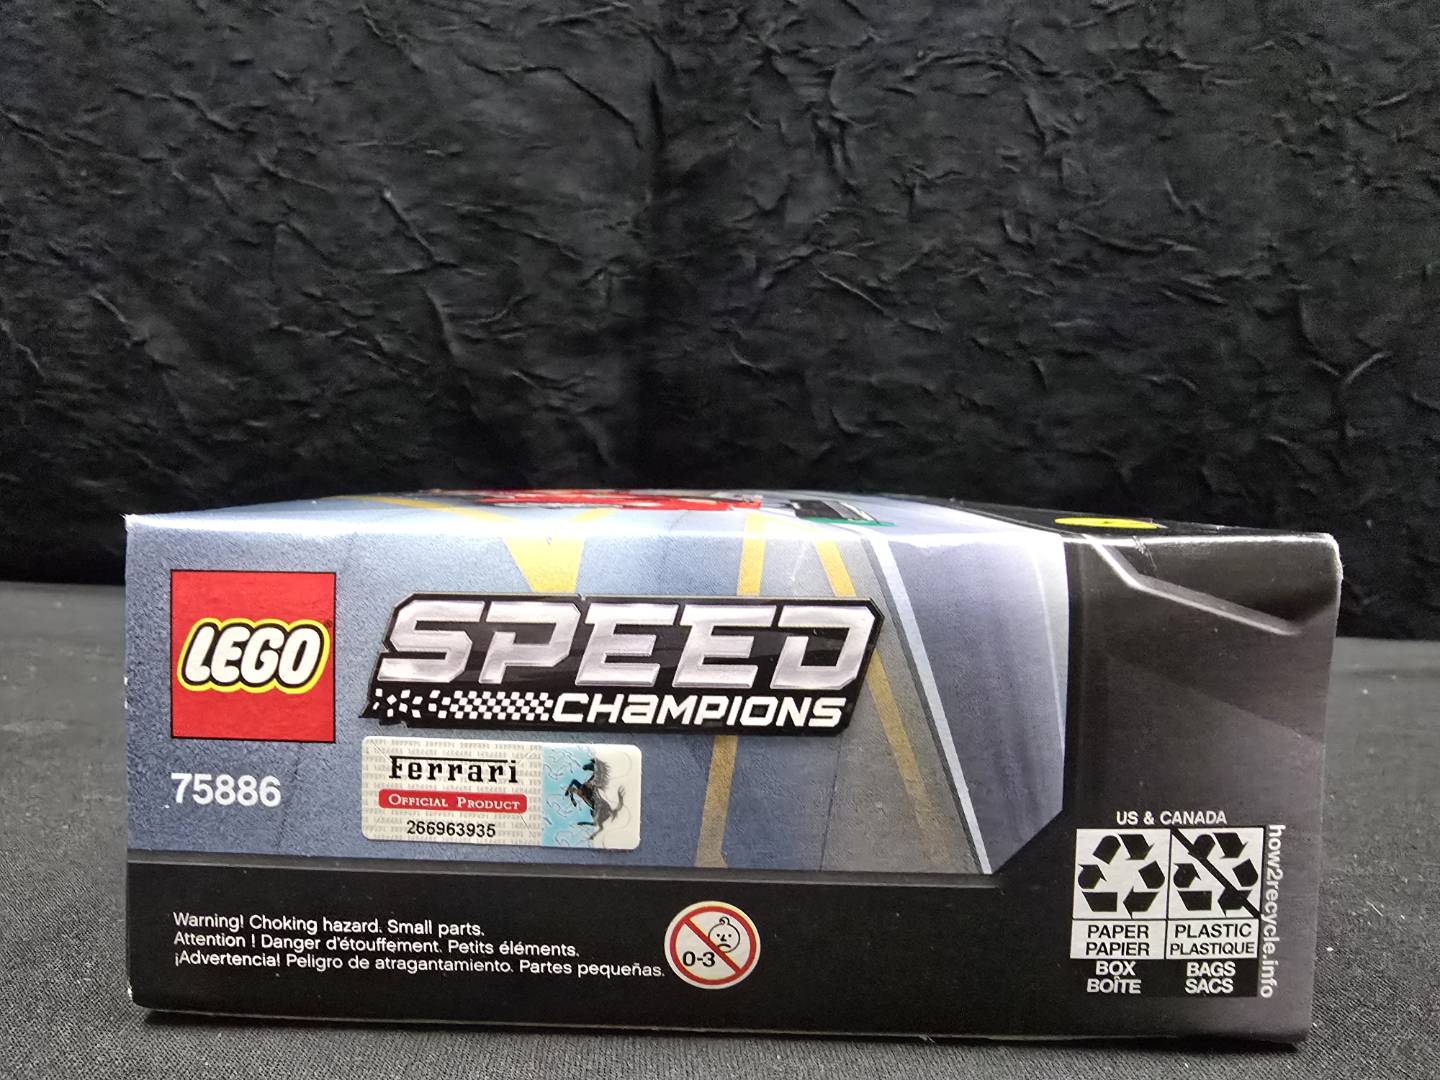 LEGO
SPEED
CHAMPIONS
75886
Ferrari
OFFICIAL PRODUCT
266963935
Warning! Choking hazard. Small parts.
Attention ! Danger d'étouffement. Petits éléments.
¡Advertencia! Peligro de atragantamiento. Partes pequeñas.
0-3
US & CANADA
PAPER
PAPIER
BOX
BOÎTE
PLASTIC
PLASTIQUE
BAGS
SACS
how2recycle.info